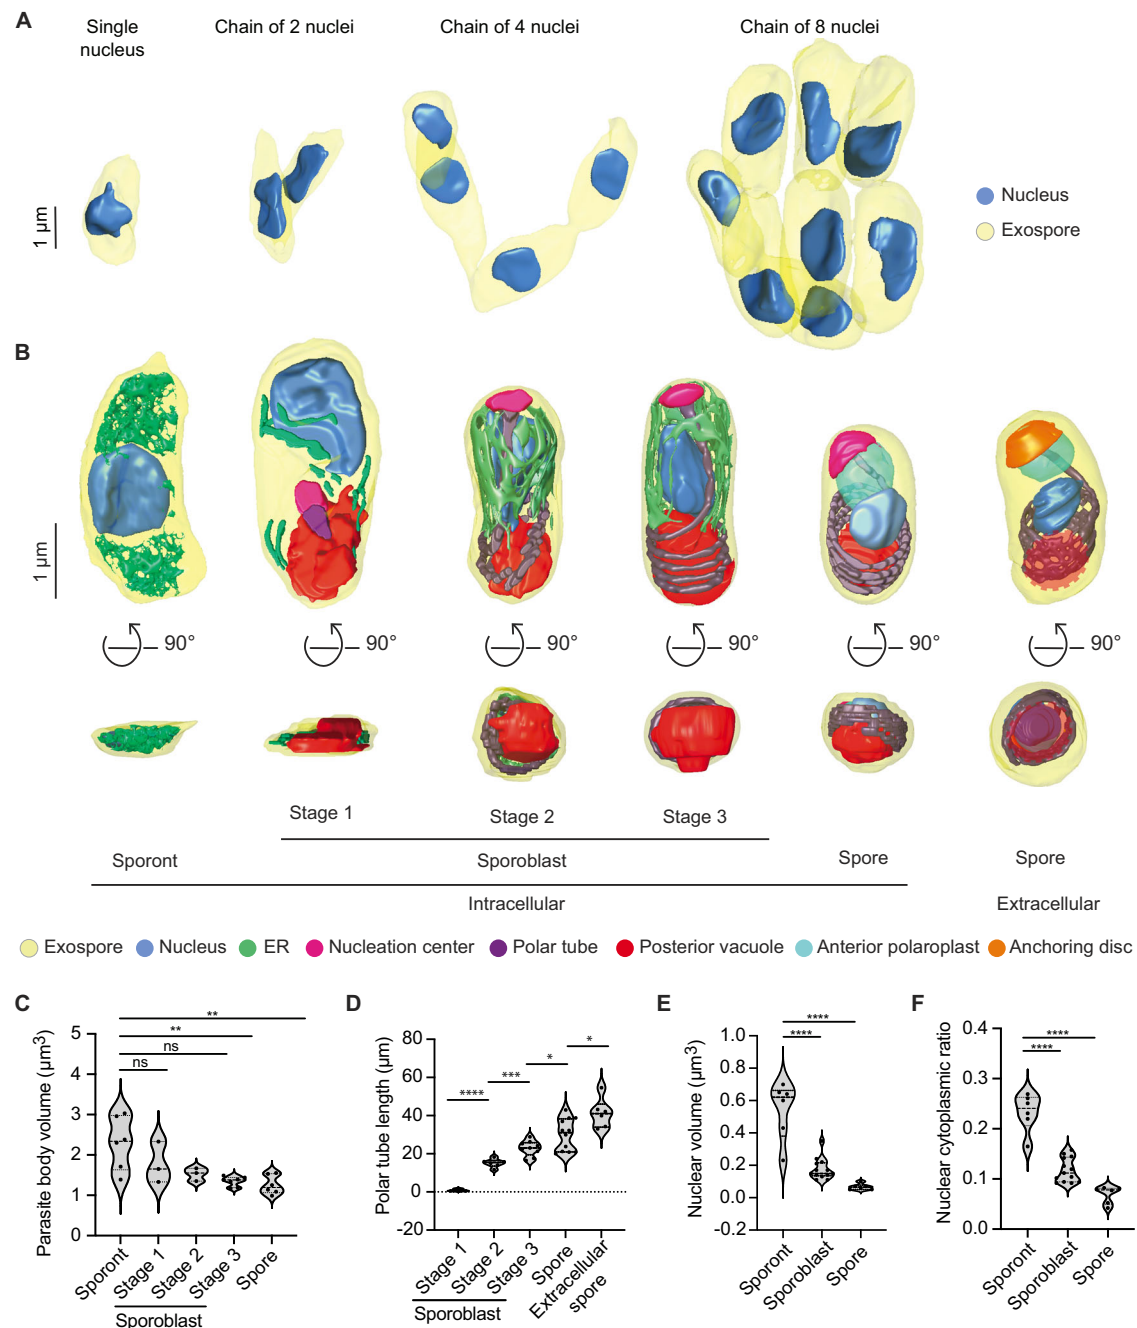 A
Single
nucleus
Chain of 2 nuclei
Chain of 4 nuclei
Chain of 8 nuclei
1 µm
Nucleus
Exospore
B
1 µm
90°
90°
90°
90°
90°
90°
Stage 1
Stage 2
Stage 3
Sporont
Sporoblast
Spore
Spore
Intracellular
Extracellular
Exospore
Nucleus
ER
Nucleation center
Polar tube
Posterior vacuole
Anterior polaroplast
Anchoring disc
C
Parasite body volume (µm³)
5
4
3
2
1
0
**
**
ns
ns
Sporont
Stage 1
Stage 2
Stage 3
Spore
Sporoblast
D
Polar tube length (µm)
80
60
40
20
0
-20
****
***
*
*
Stage 1
Stage 2
Stage 3
Spore
Extracellular
spore
Sporoblast
E
Nuclear volume (µm³)
1.0
0.8
0.6
0.4
0.2
0.0
-0.2
****
****
Sporont
Sporoblast
Spore
F
Nuclear cytoplasmic ratio
0.4
0.3
0.2
0.1
0.0
****
****
Sporont
Sporoblast
Spore